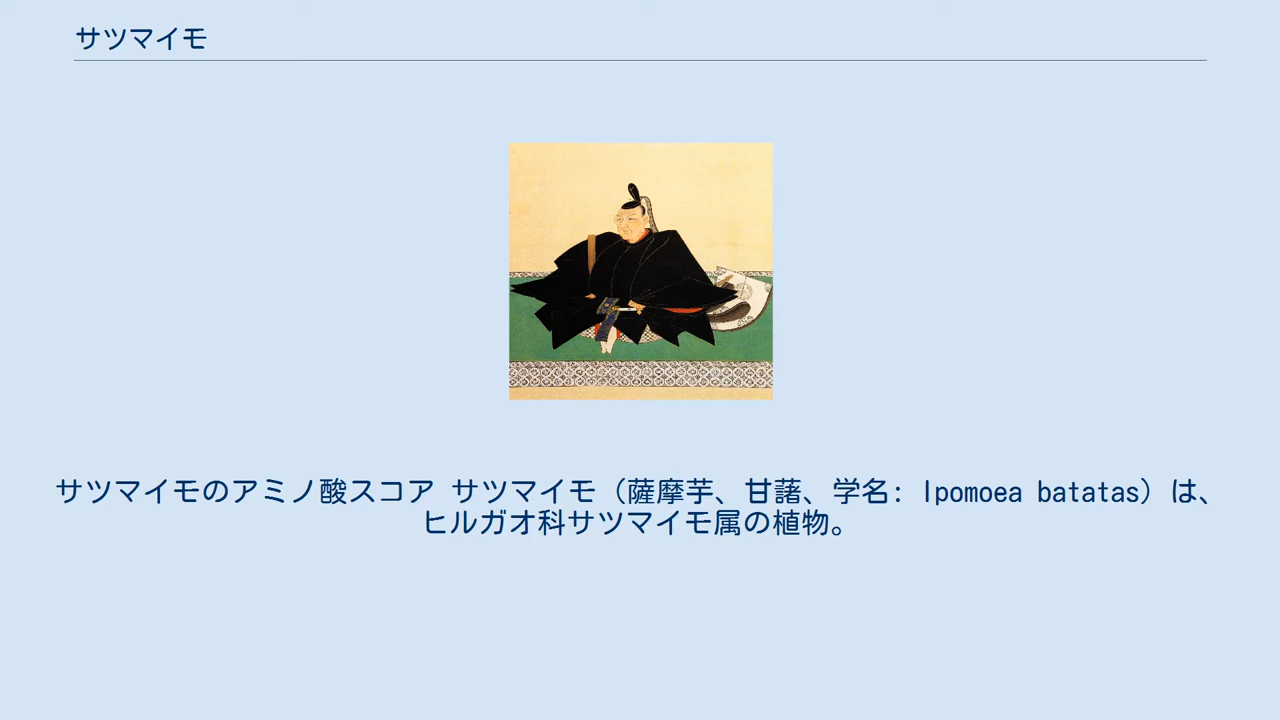 サツマイモ
サツマイモのアミノ酸スコア サツマイモ（薩摩芋、甘藷、学名: Ipomoea batatas）は、
ヒルガオ科サツマイモ属の植物。